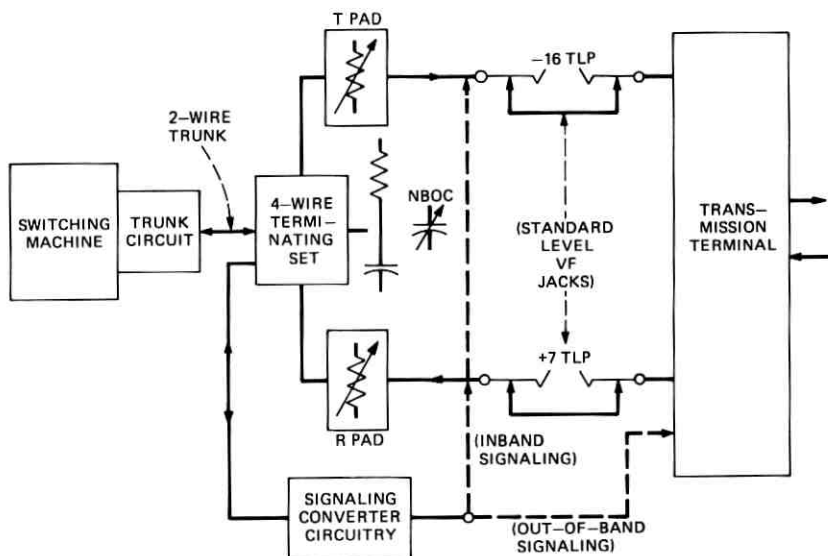 T PAD
−16 TLP
2−WIRE
TRUNK
SWITCHING
MACHINE
TRUNK
CIRCUIT
4−WIRE
TERMI−
NATING
SET
NBOC
(STANDARD
LEVEL
VF
JACKS)
TRANS−
MISSION
TERMINAL
+7 TLP
R PAD
(INBAND
SIGNALING)
SIGNALING
CONVERTER
CIRCUITRY
(OUT−OF−BAND
SIGNALING)